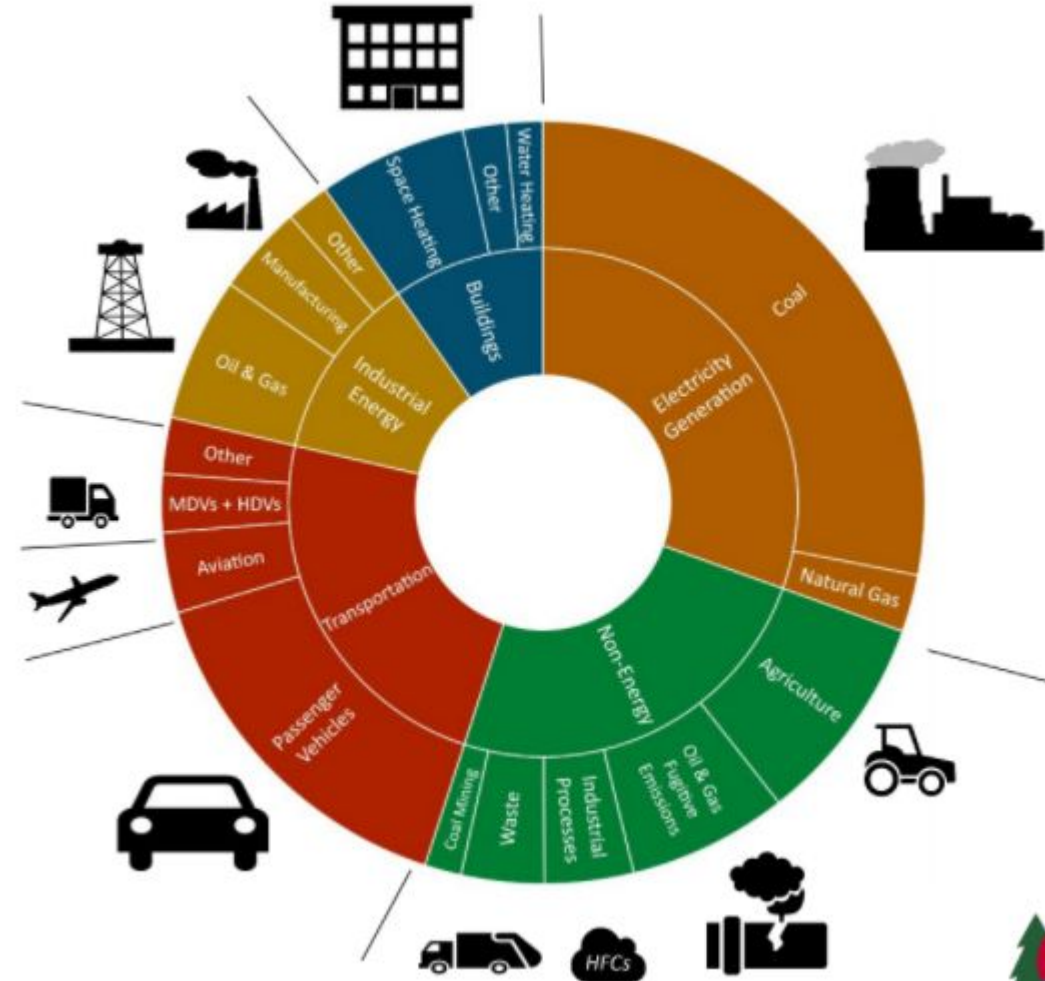 Water Heating
Other
Space Heating
Buildings
Coal
Electricity
Generation
Natural Gas
Other
Manufacturing
Oil & Gas
Industrial
Energy
Other
MDVs + HDVs
Aviation
Transportation
Passenger
Vehicles
Non-Energy
Agriculture
Oil & Gas
Fugitive
Emissions
Industrial
Processes
Waste
Coal Mining
HFCs